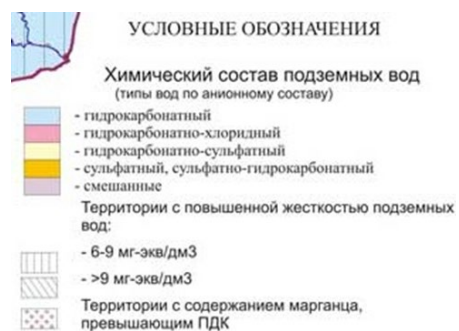 УСЛОВНЫЕ ОБОЗНАЧЕНИЯ
Химический состав подземных вод
(типы вод по анионному составу)
- гидрокарбонатный
- гидрокарбонатно-хлоридный
- гидрокарбонатно-сульфатный
- сульфатный, сульфатно-гидрокарбонатный
- смешанные
Территории с повышенной жесткостью подземных
вод:
- 6-9 мг-экв/дм3
- >9 мг-экв/дм3
Территории с содержанием марганца,
превышающим ПДК